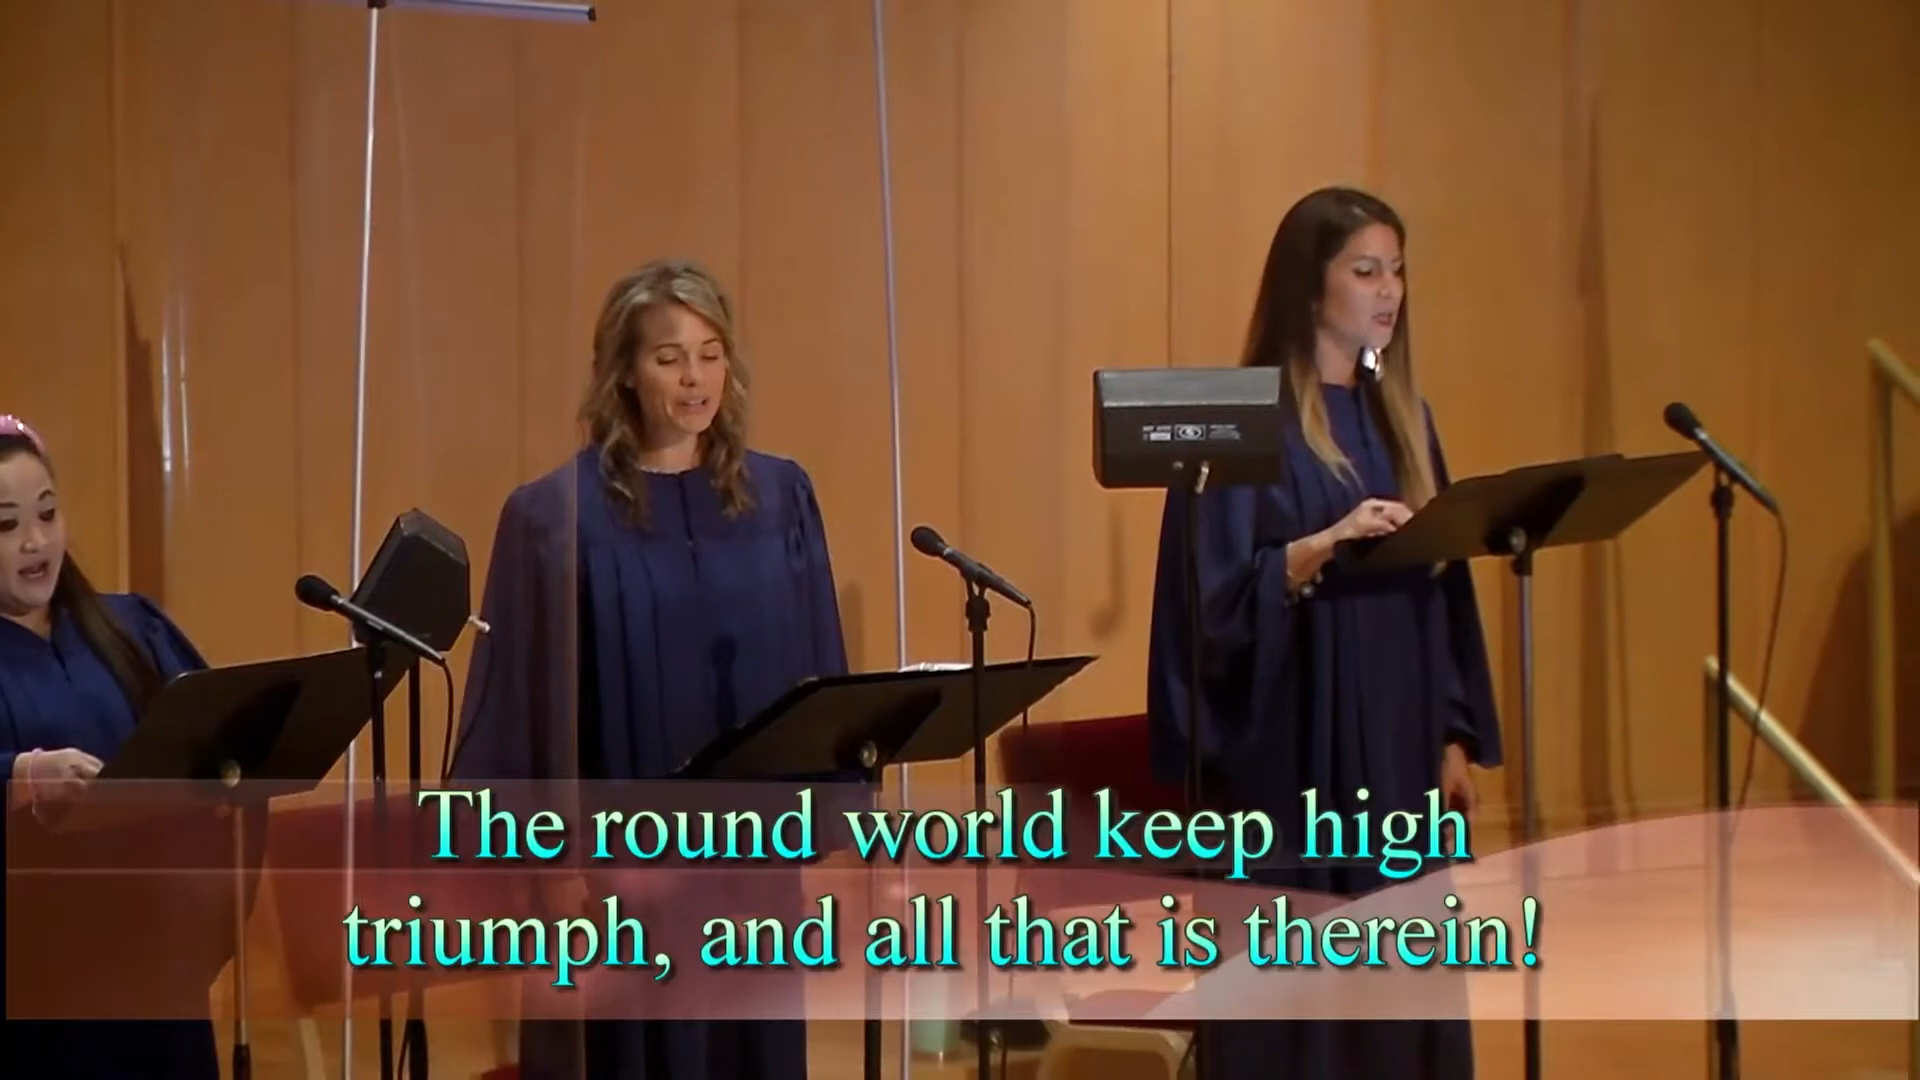 The round world keep high
triumph, and all that is therein!